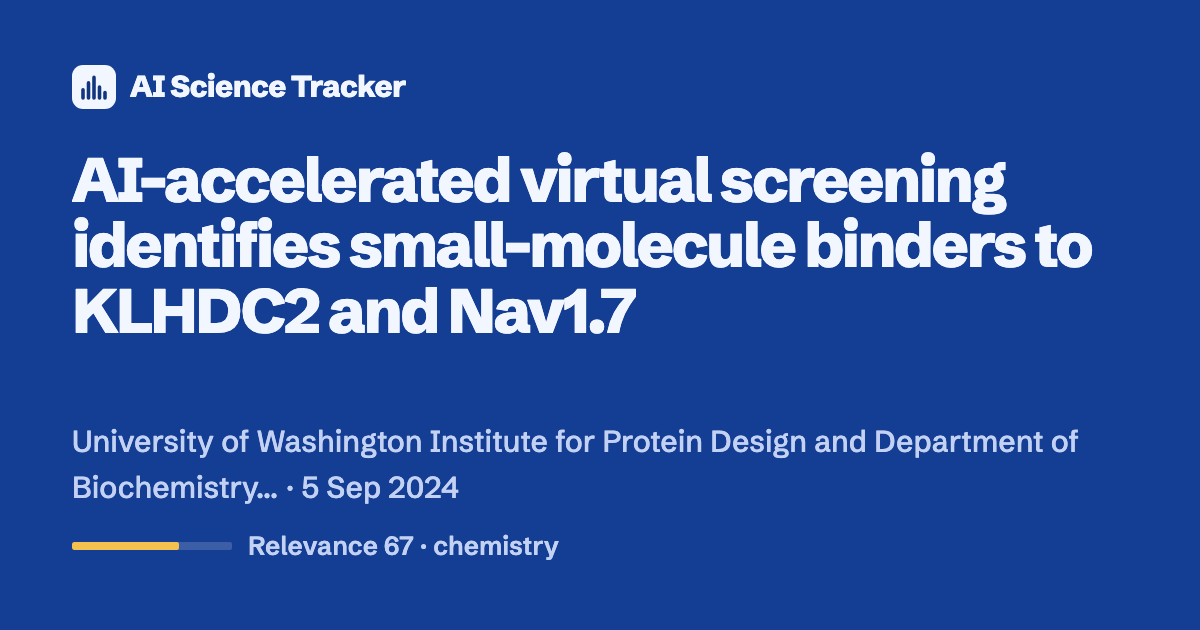 AI Science Tracker
AI-accelerated virtual screening
identifies small-molecule binders to
KLHDC2 and Nav1.7
University of Washington Institute for Protein Design and Department of
Biochemistry... · 5 Sep 2024
Relevance 67 · chemistry